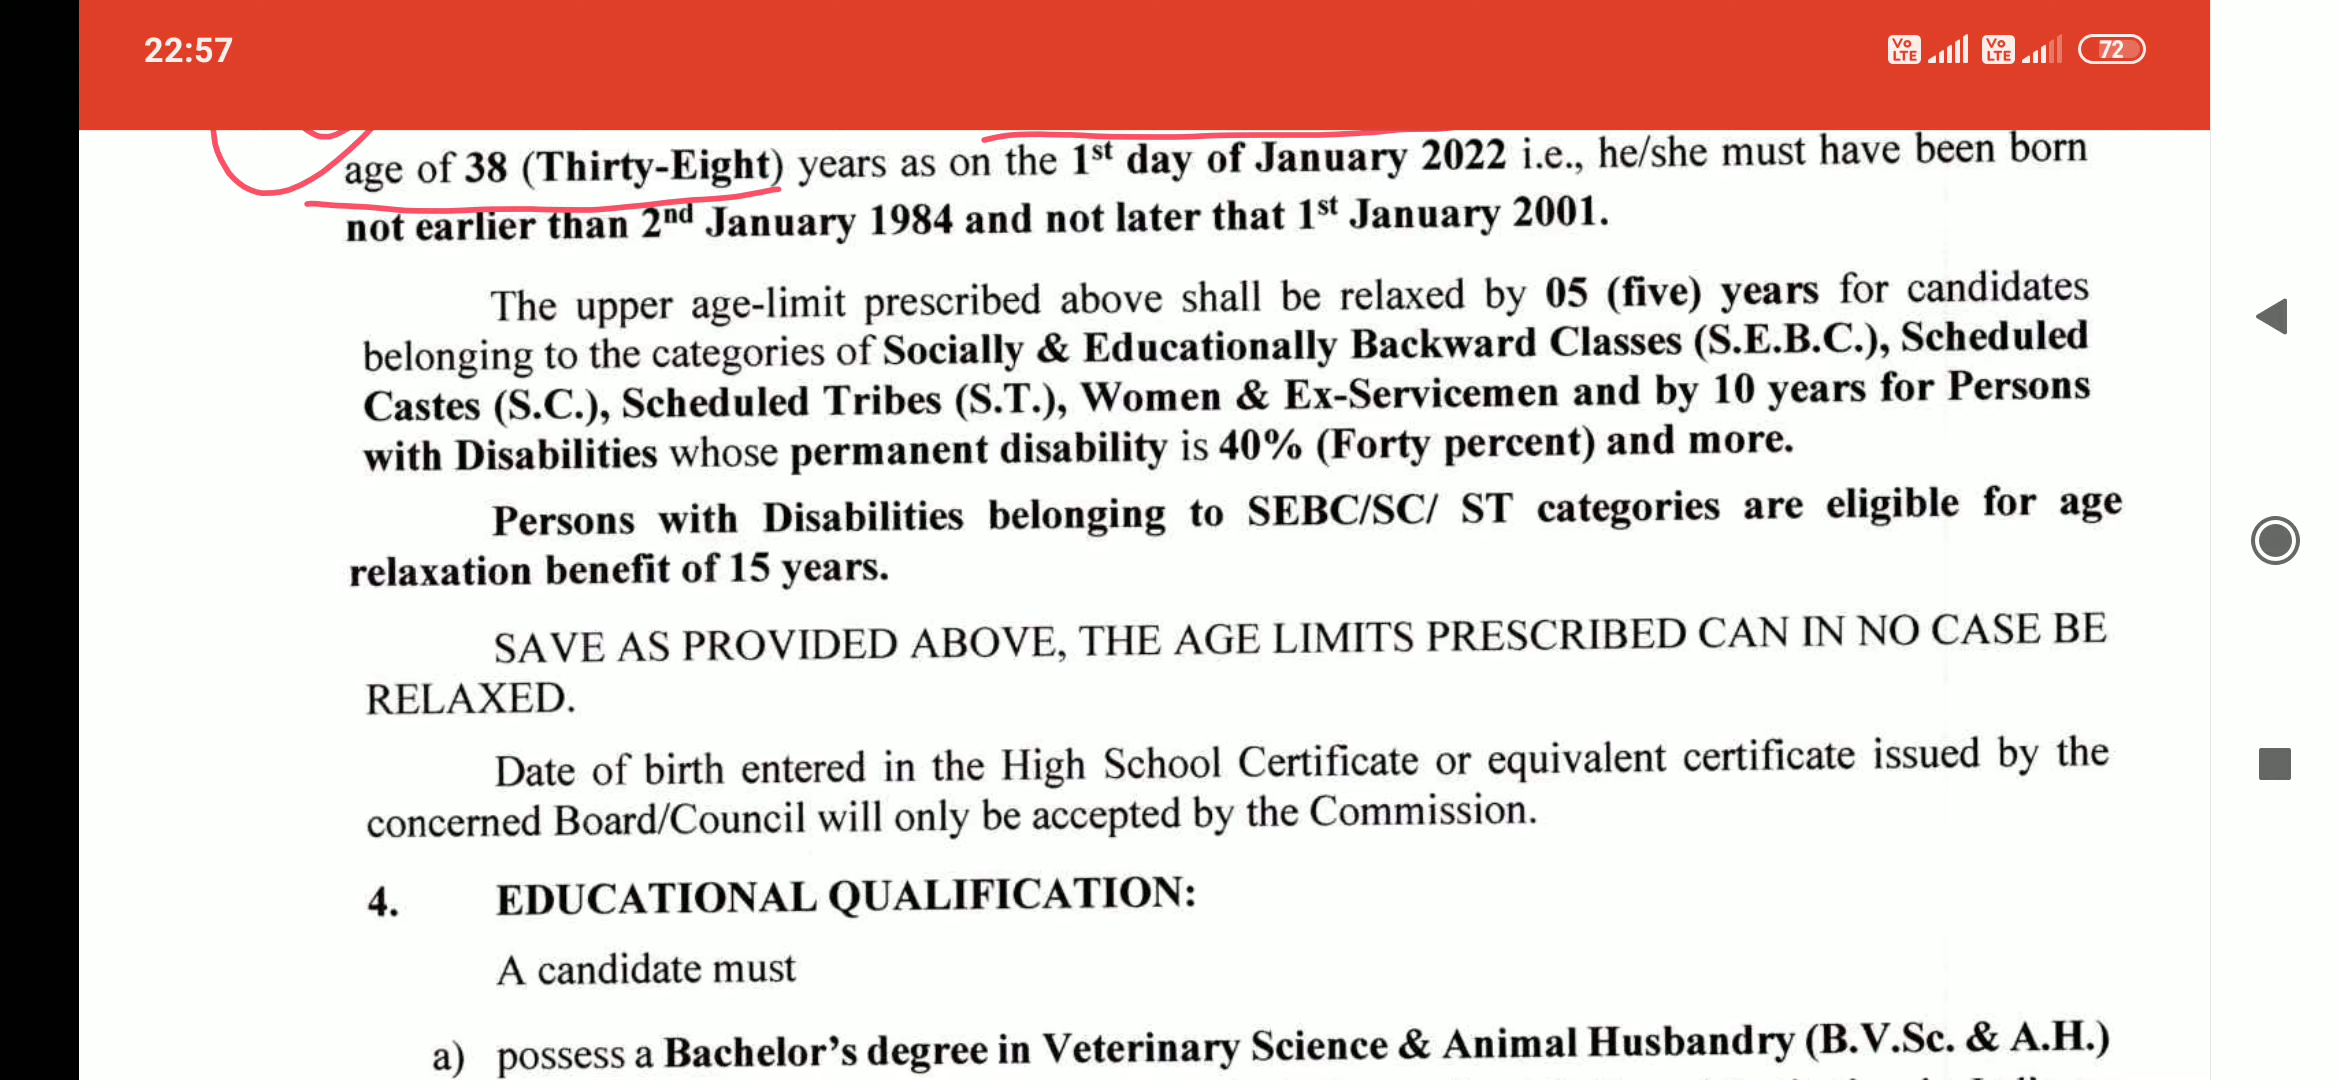 22:57
Vo LTE Vo LTE 72
age of 38 (Thirty-Eight) years as on the 1st day of January 2022 i.e., he/she must have been born
not earlier than 2nd January 1984 and not later that 1st January 2001.
The upper age-limit prescribed above shall be relaxed by 05 (five) years for candidates
belonging to the categories of Socially & Educationally Backward Classes (S.E.B.C.), Scheduled
Castes (S.C.), Scheduled Tribes (S.T.), Women & Ex-Servicemen and by 10 years for Persons
with Disabilities whose permanent disability is 40% (Forty percent) and more.
Persons with Disabilities belonging to SEBC/SC/ ST categories are eligible for age
relaxation benefit of 15 years.
SAVE AS PROVIDED ABOVE, THE AGE LIMITS PRESCRIBED CAN IN NO CASE BE
RELAXED.
Date of birth entered in the High School Certificate or equivalent certificate issued by the
concerned Board/Council will only be accepted by the Commission.
4. EDUCATIONAL QUALIFICATION:
A candidate must
a) possess a Bachelor's degree in Veterinary Science & Animal Husbandry (B.V.Sc. & A.H.)